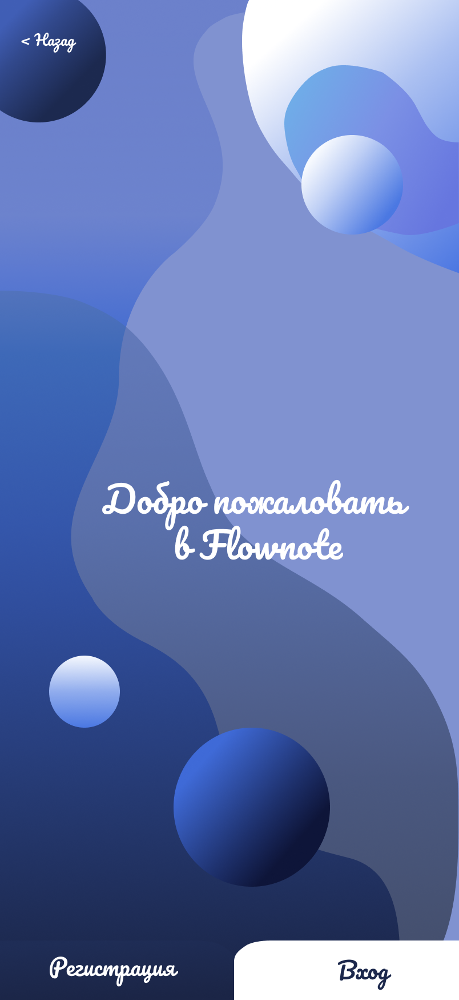 < Назад
Добро пожаловать
в Flownote
Регистрация
Вход